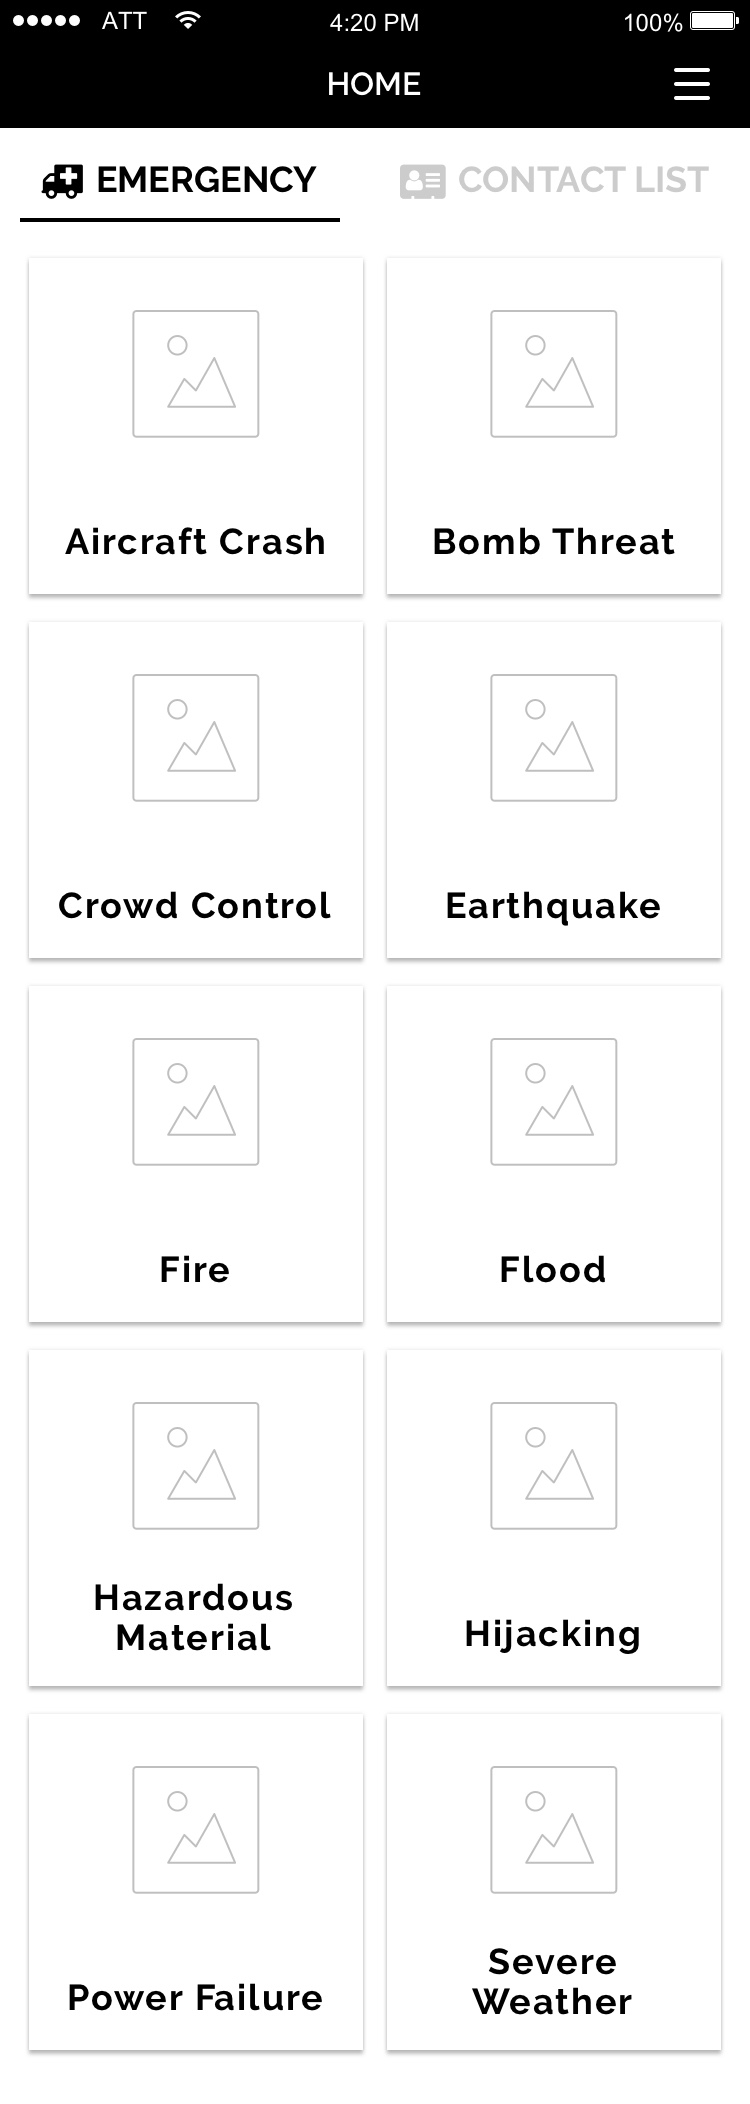 ATT 4:20 PM 100%
HOME
EMERGENCY CONTACT LIST
Aircraft Crash Bomb Threat
Crowd Control Earthquake
Fire Flood
Hazardous
Material
Hijacking
Power Failure
Severe
Weather